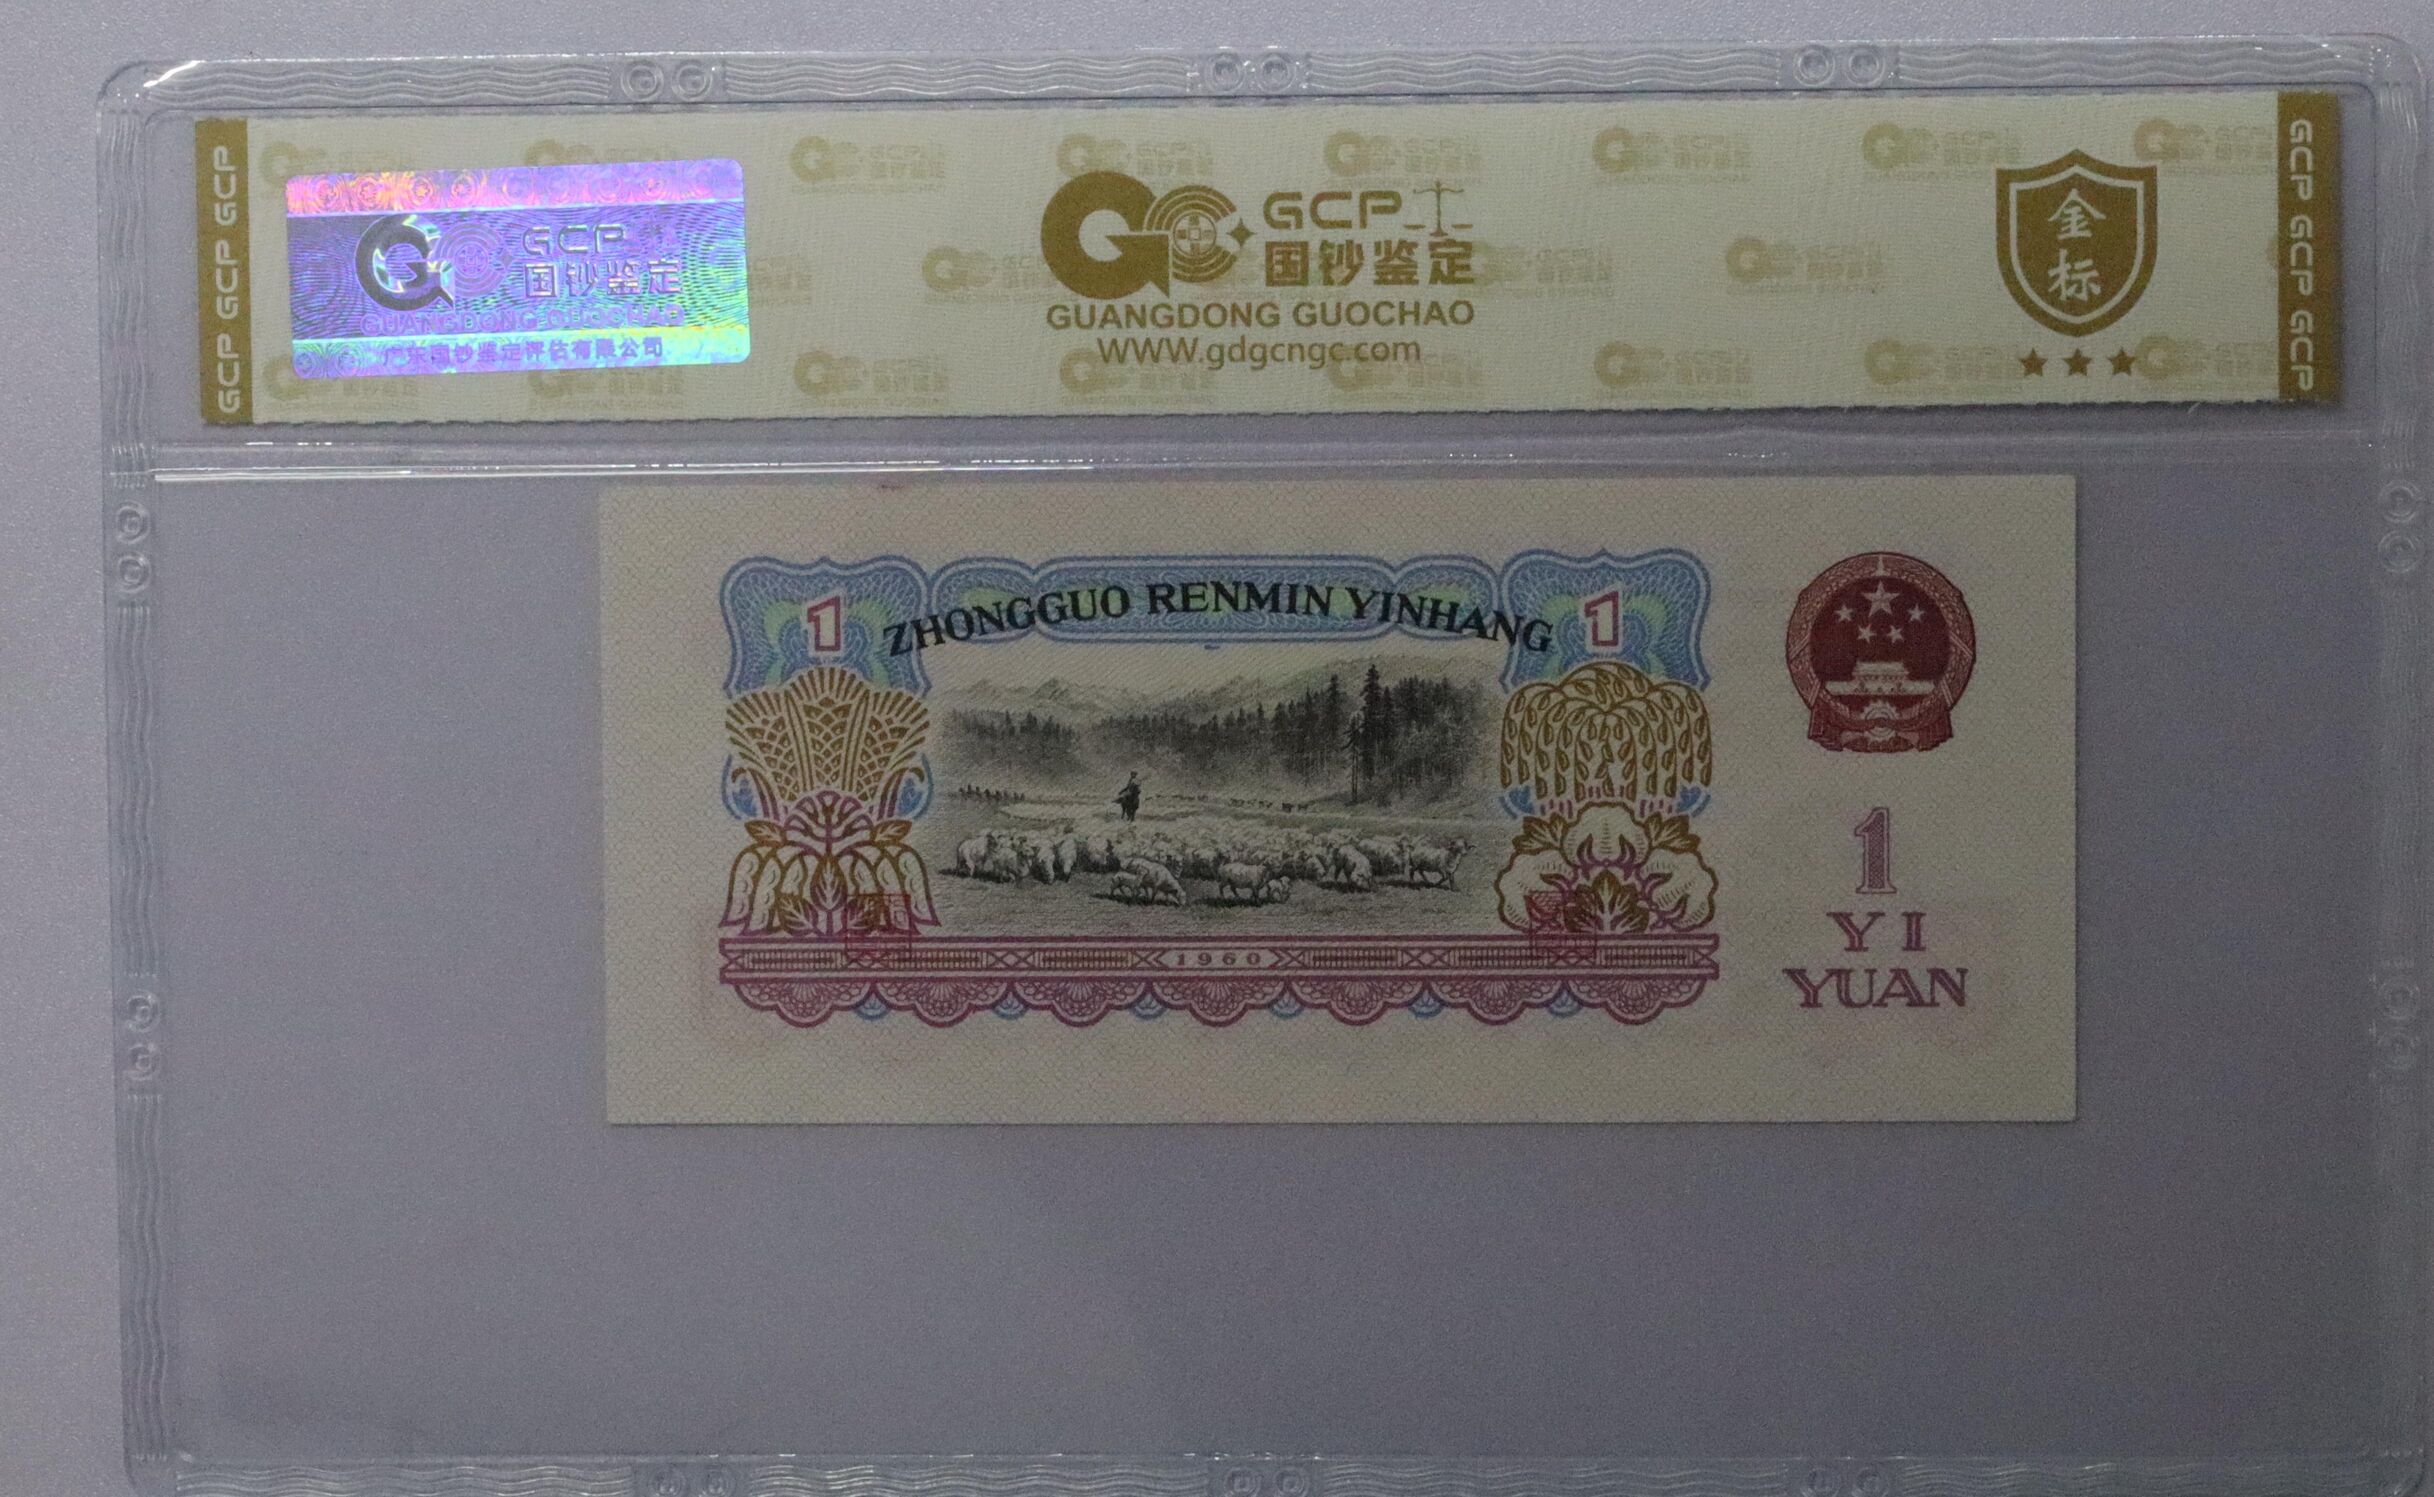 GCP GCP GCP
GCP
国钞鉴定
GUANGDONG GUOCHAO
广东国钞鉴定评估有限公司
GCP
国钞鉴定
GUANGDONG GUOCHAO
WWW.gdgcngc.com
金
标
GCP GCP GCP
1
ZHONGGUO RENMIN YINHANG
1
1960
1
YI
YUAN